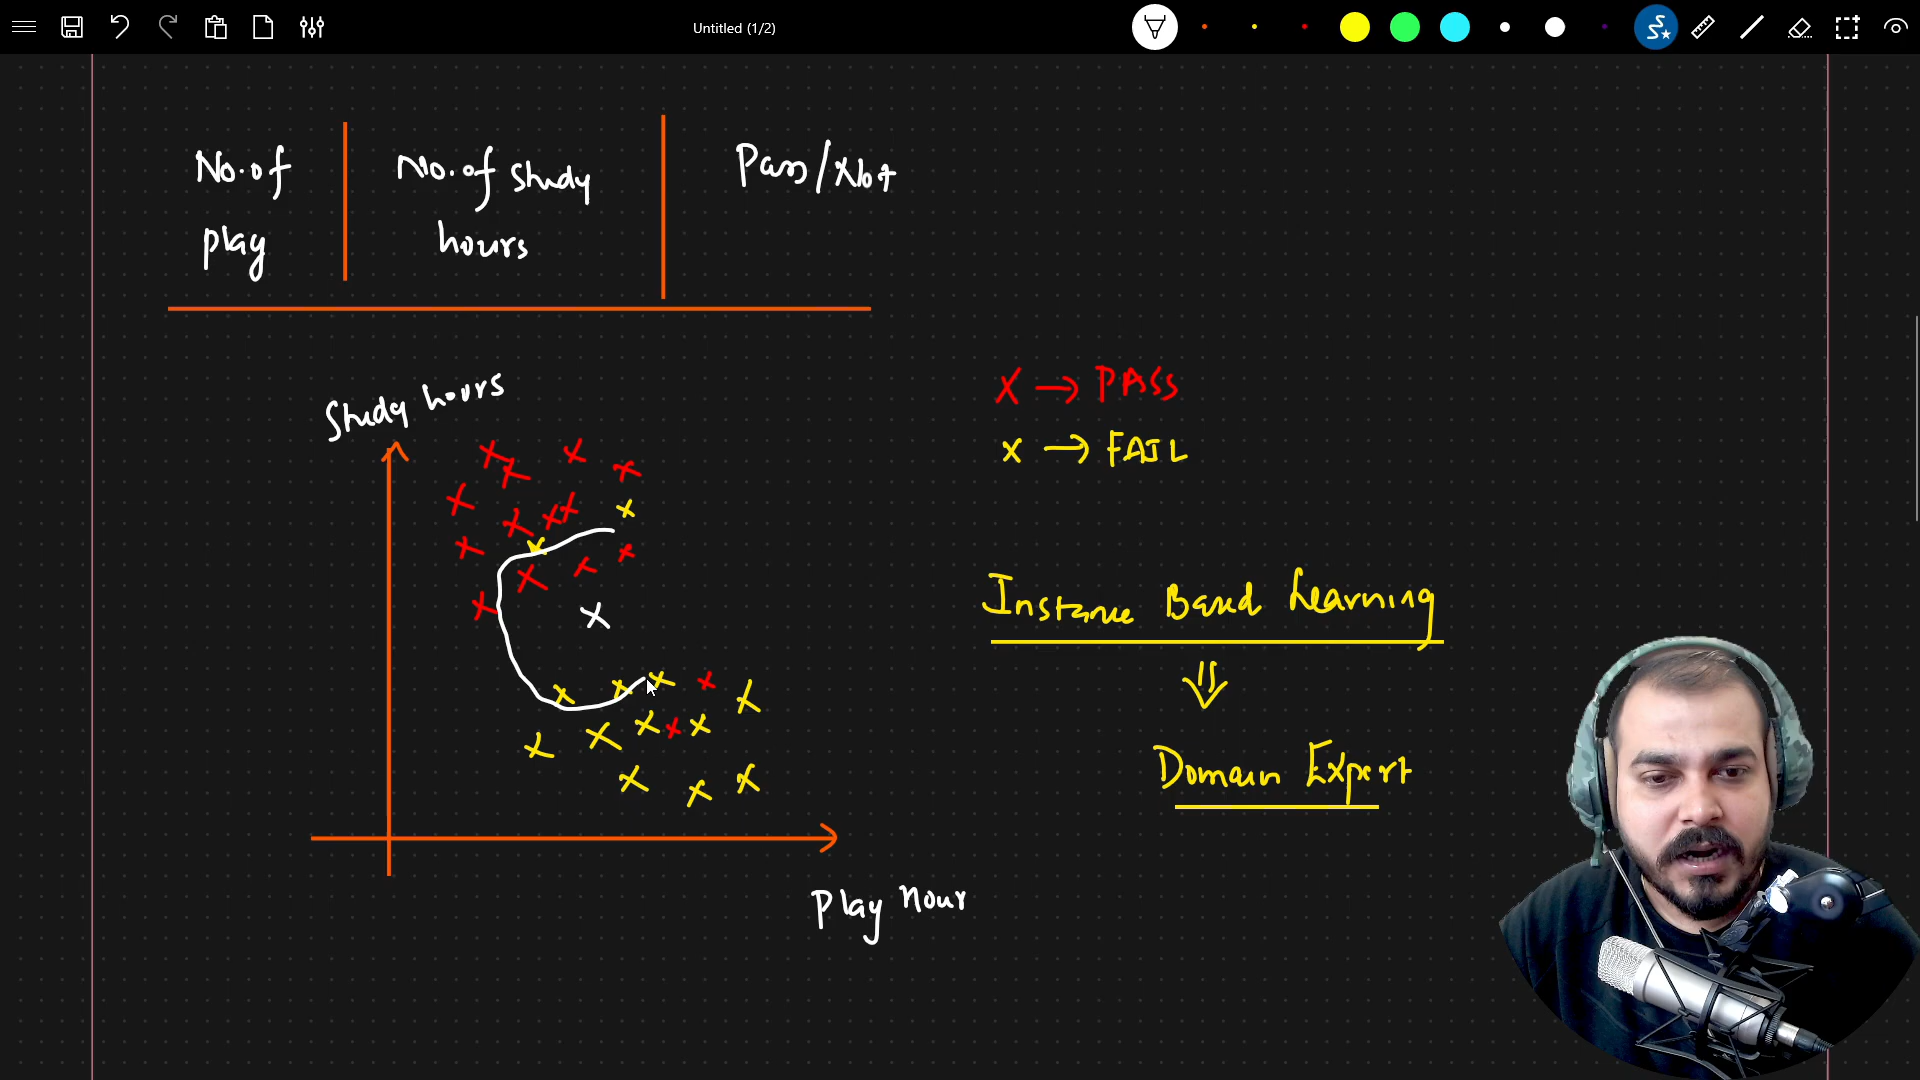 Untitled (1/2)
No. of play
No. of study hours
Pass/Not
Study hours
X → PASS
x → FAIL
Instance Based Learning
Domain Expert
Play Hour